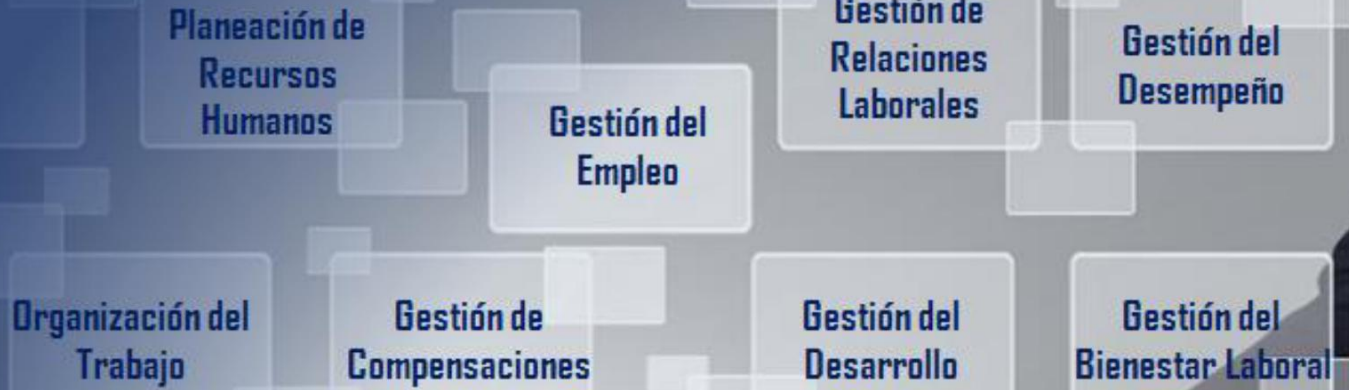 Planeación de
Recursos
Humanos
Gestión del
Empleo
Gestión de
Relaciones
Laborales
Gestión del
Desempeño
Organización del
Trabajo
Gestión de
Compensaciones
Gestión del
Desarrollo
Gestión del
Bienestar Laboral